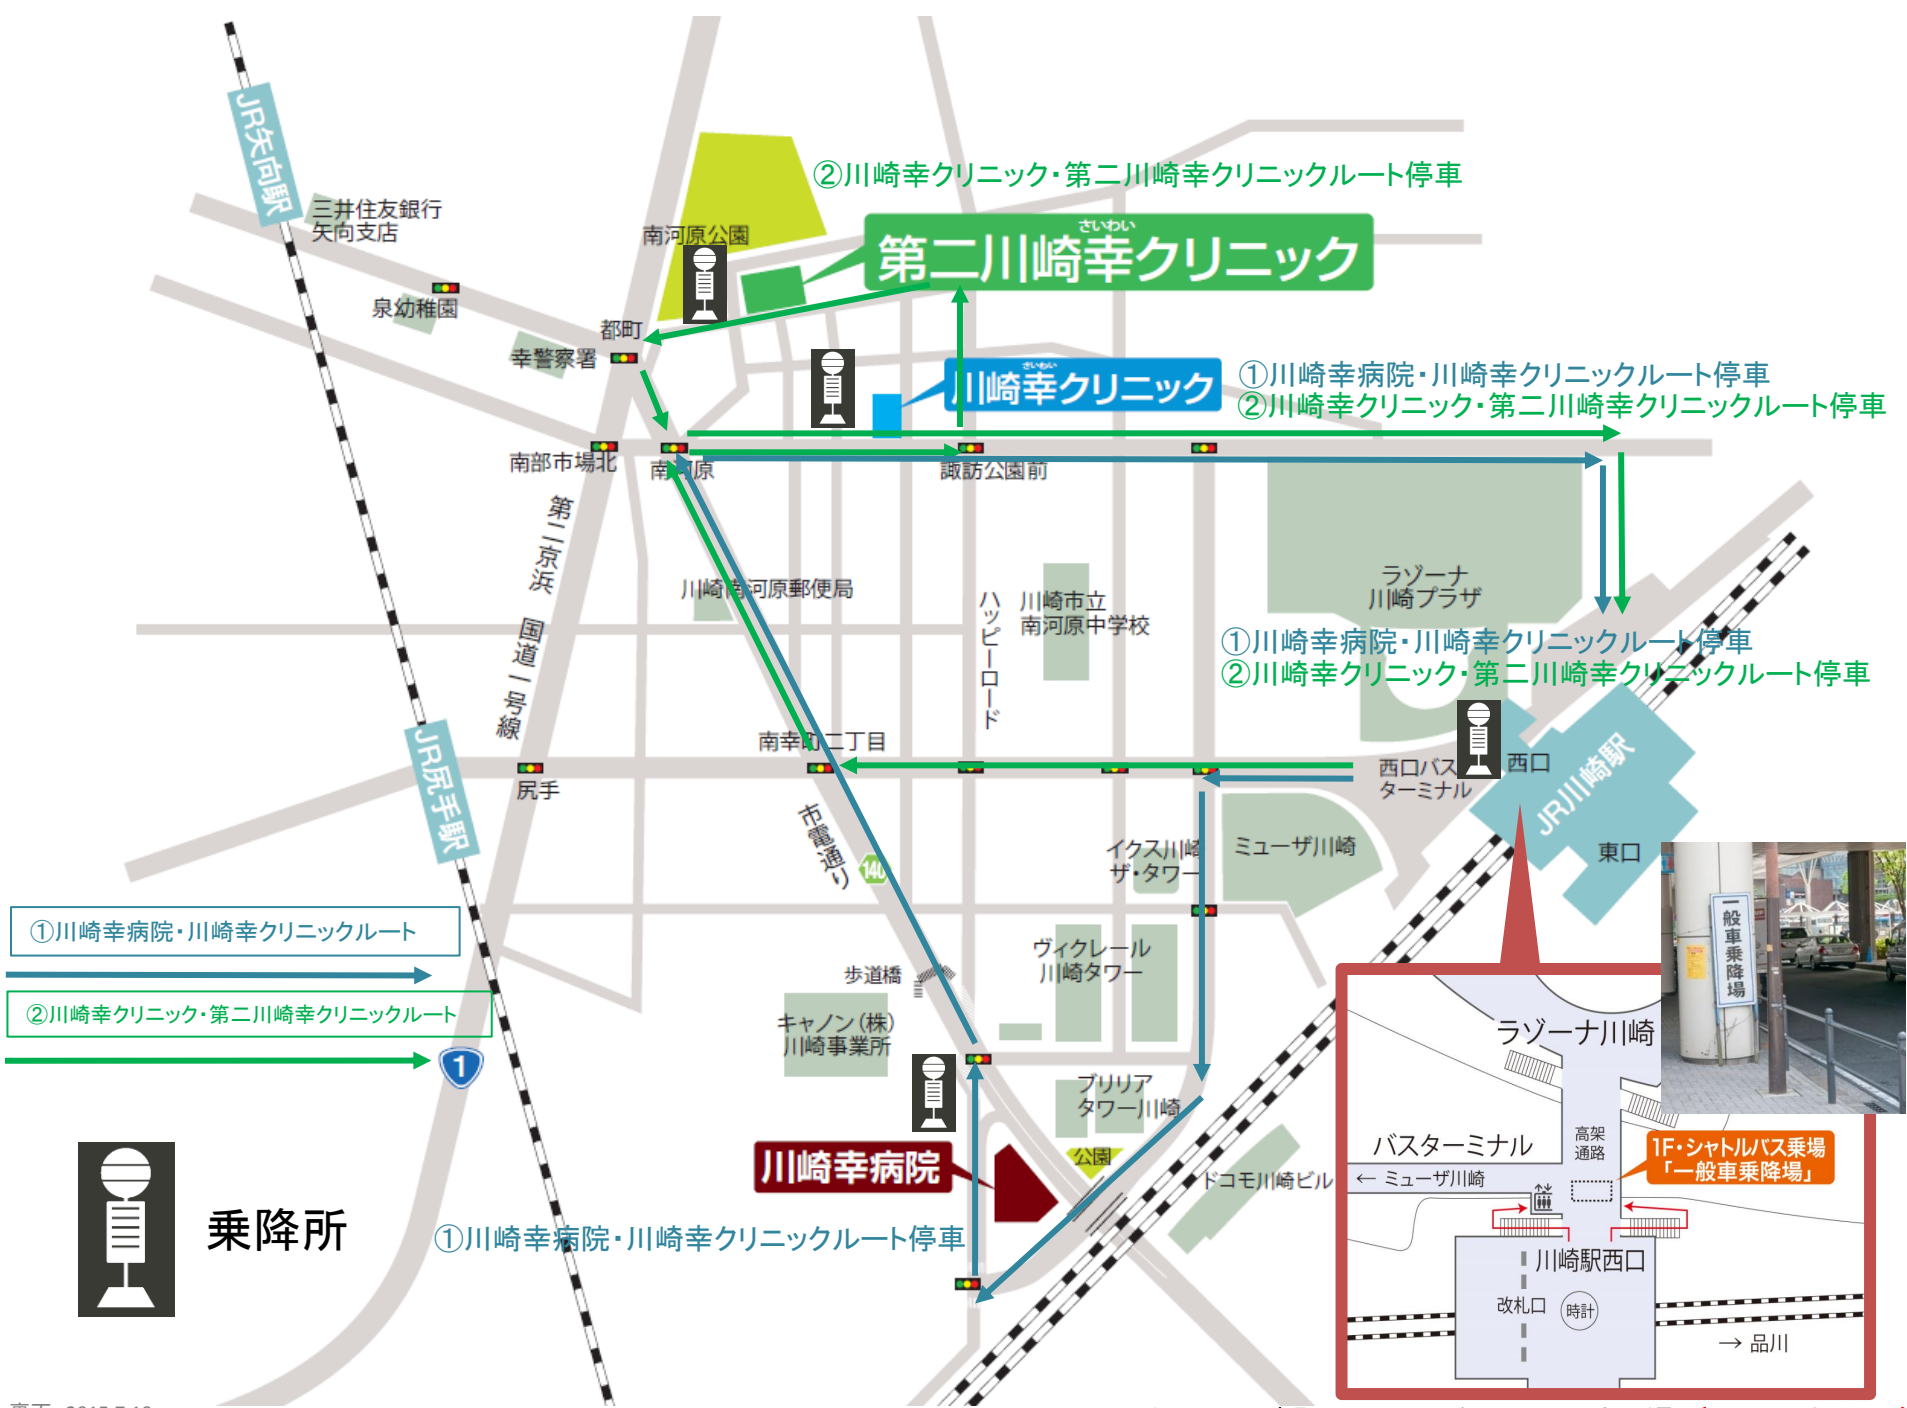 JR矢向駅
三井住友銀行
矢向支店
南河原公園
②川崎幸クリニック・第二川崎幸クリニックルート停車
さいわい
第二川崎幸クリニック
泉幼稚園
都町
幸警察署
さいわい
川崎幸クリニック
①川崎幸病院・川崎幸クリニックルート停車
②川崎幸クリニック・第二川崎幸クリニックルート停車
南部市場北
南河原
諏訪公園前
第二京浜 国道一号線
川崎南河原郵便局
ハッピーロード
川崎市立
南河原中学校
ラゾーナ
川崎プラザ
①川崎幸病院・川崎幸クリニックルート停車
②川崎幸クリニック・第二川崎幸クリニックルート停車
JR尻手駅
尻手
南幸町二丁目
西口バス
ターミナル
西口
JR川崎駅
東口
市電通り
140
イクス川崎
ザ・タワー
ミューザ川崎
①川崎幸病院・川崎幸クリニックルート
②川崎幸クリニック・第二川崎幸クリニックルート
1
歩道橋
ヴィクレール
川崎タワー
キャノン(株)
川崎事業所
ブリリア
タワー川崎
公園
川崎幸病院
ドコモ川崎ビル
①川崎幸病院・川崎幸クリニックルート停車
乗降所
一般車乗降場
ラゾーナ川崎
バスターミナル
高架
通路
1F・シャトルバス乗場
「一般車乗降場」
← ミューザ川崎
川崎駅西口
改札口
時計
→ 品川